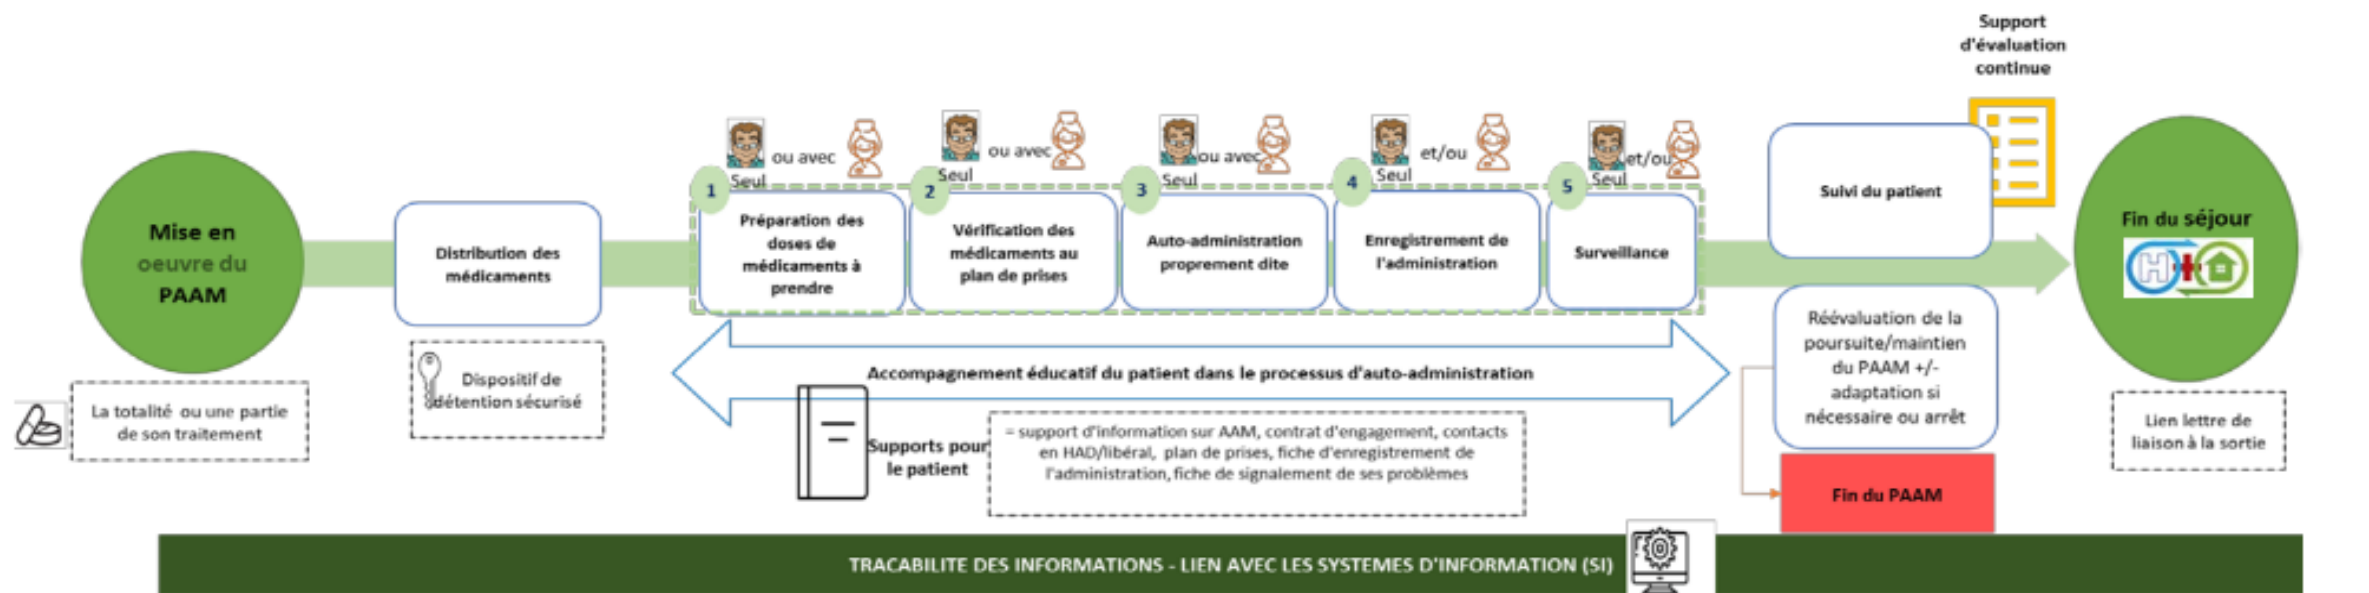 Support
d'évaluation
continue
Mise en
oeuvre du
PAAM
La totalité ou une partie
de son traitement
Distribution des
médicaments
Dispositif de
détention sécurisé
ou avec
Seul
1
Préparation des
doses de
médicaments à
prendre
ou avec
Seul
2
Vérification des
médicaments au
plan de prises
ou avec
Seul
3
Auto-administration
proprement dite
et/ou
Seul
4
Enregistrement de
l'administration
et/ou
Seul
5
Surveillance
Accompagnement éducatif du patient dans le processus d'auto-administration
Supports pour
le patient
= support d'information sur AAM, contrat d'engagement, contacts
en HAD/libéral, plan de prises, fiche d'enregistrement de
l'administration, fiche de signalement de ses problèmes
Suivi du patient
Réévaluation de la
poursuite/maintien
du PAAM +/-
adaptation si
nécessaire ou arrêt
Fin du PAAM
Fin du séjour
H
Lien lettre de
liaison à la sortie
TRACABILITE DES INFORMATIONS - LIEN AVEC LES SYSTEMES D'INFORMATION (SI)